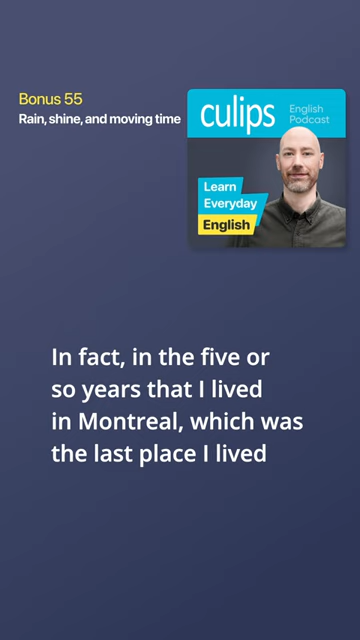 Bonus 55
Rain, shine, and moving time
culips
English
Podcast
Learn
Everyday
English
In fact, in the five or
so years that I lived
in Montreal, which was
the last place I lived